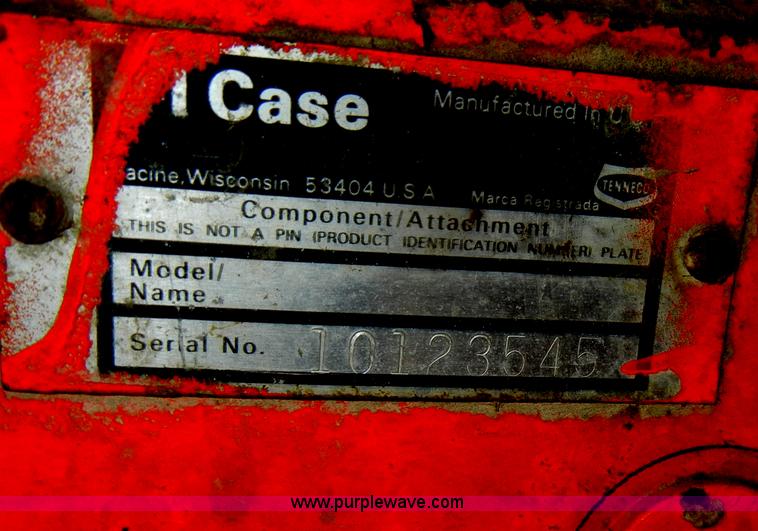 Case
Manufactured in U.
acine, Wisconsin 53404 U.S.A
Marca Registrada
TENNECO
Component/Attachment
THIS IS NOT A PIN (PRODUCT IDENTIFICATION NUMBER) PLATE
Model/
Name
Serial No. 10123545
www.purplewave.com